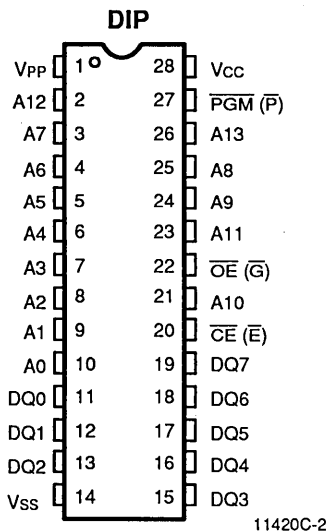 DIP
VPP 1 28 VCC
A12 2 27 PGM (P)
A7 3 26 A13
A6 4 25 A8
A5 5 24 A9
A4 6 23 A11
A3 7 22 OE (G)
A2 8 21 A10
A1 9 20 CE (E)
A0 10 19 DQ7
DQ0 11 18 DQ6
DQ1 12 17 DQ5
DQ2 13 16 DQ4
VSS 14 15 DQ3
11420C-2